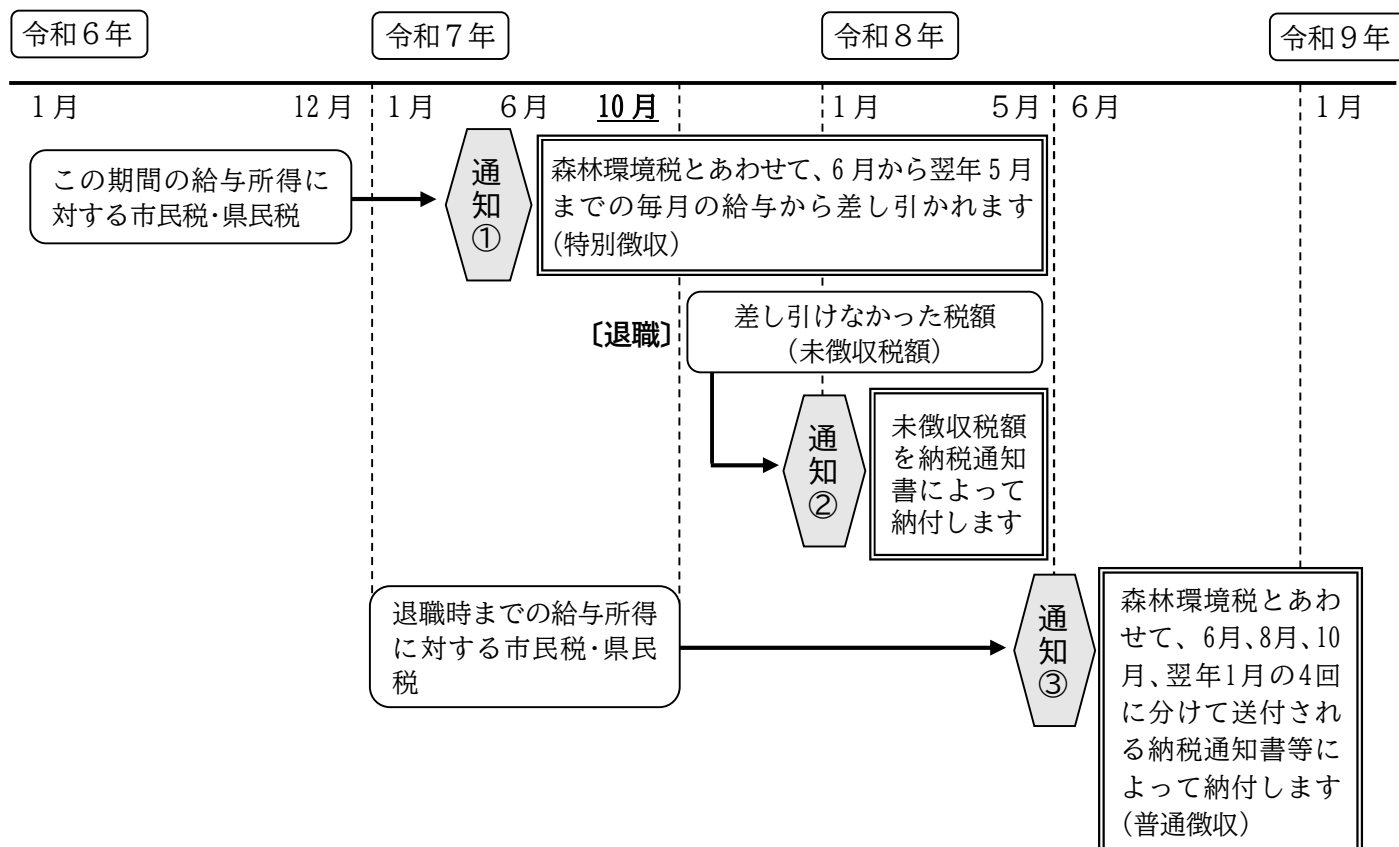 令和６年
令和７年
令和８年
令和９年
１月
12月
１月
６月
10月
１月
５月
６月
１月
この期間の給与所得に
対する市民税・県民税
通知①
森林環境税とあわせて、6月から翌年5月
までの毎月の給与から差し引かれます
（特別徴収）
〔退職〕
差し引けなかった税額
（未徴収税額）
通知②
未徴収税額
を納税通知
書によって
納付します
退職時までの給与所得
に対する市民税・県民
税
通知③
森林環境税とあわ
せて、6月、8月、10
月、翌年1月の4回
に分けて送付され
る納税通知書等に
よって納付します
（普通徴収）